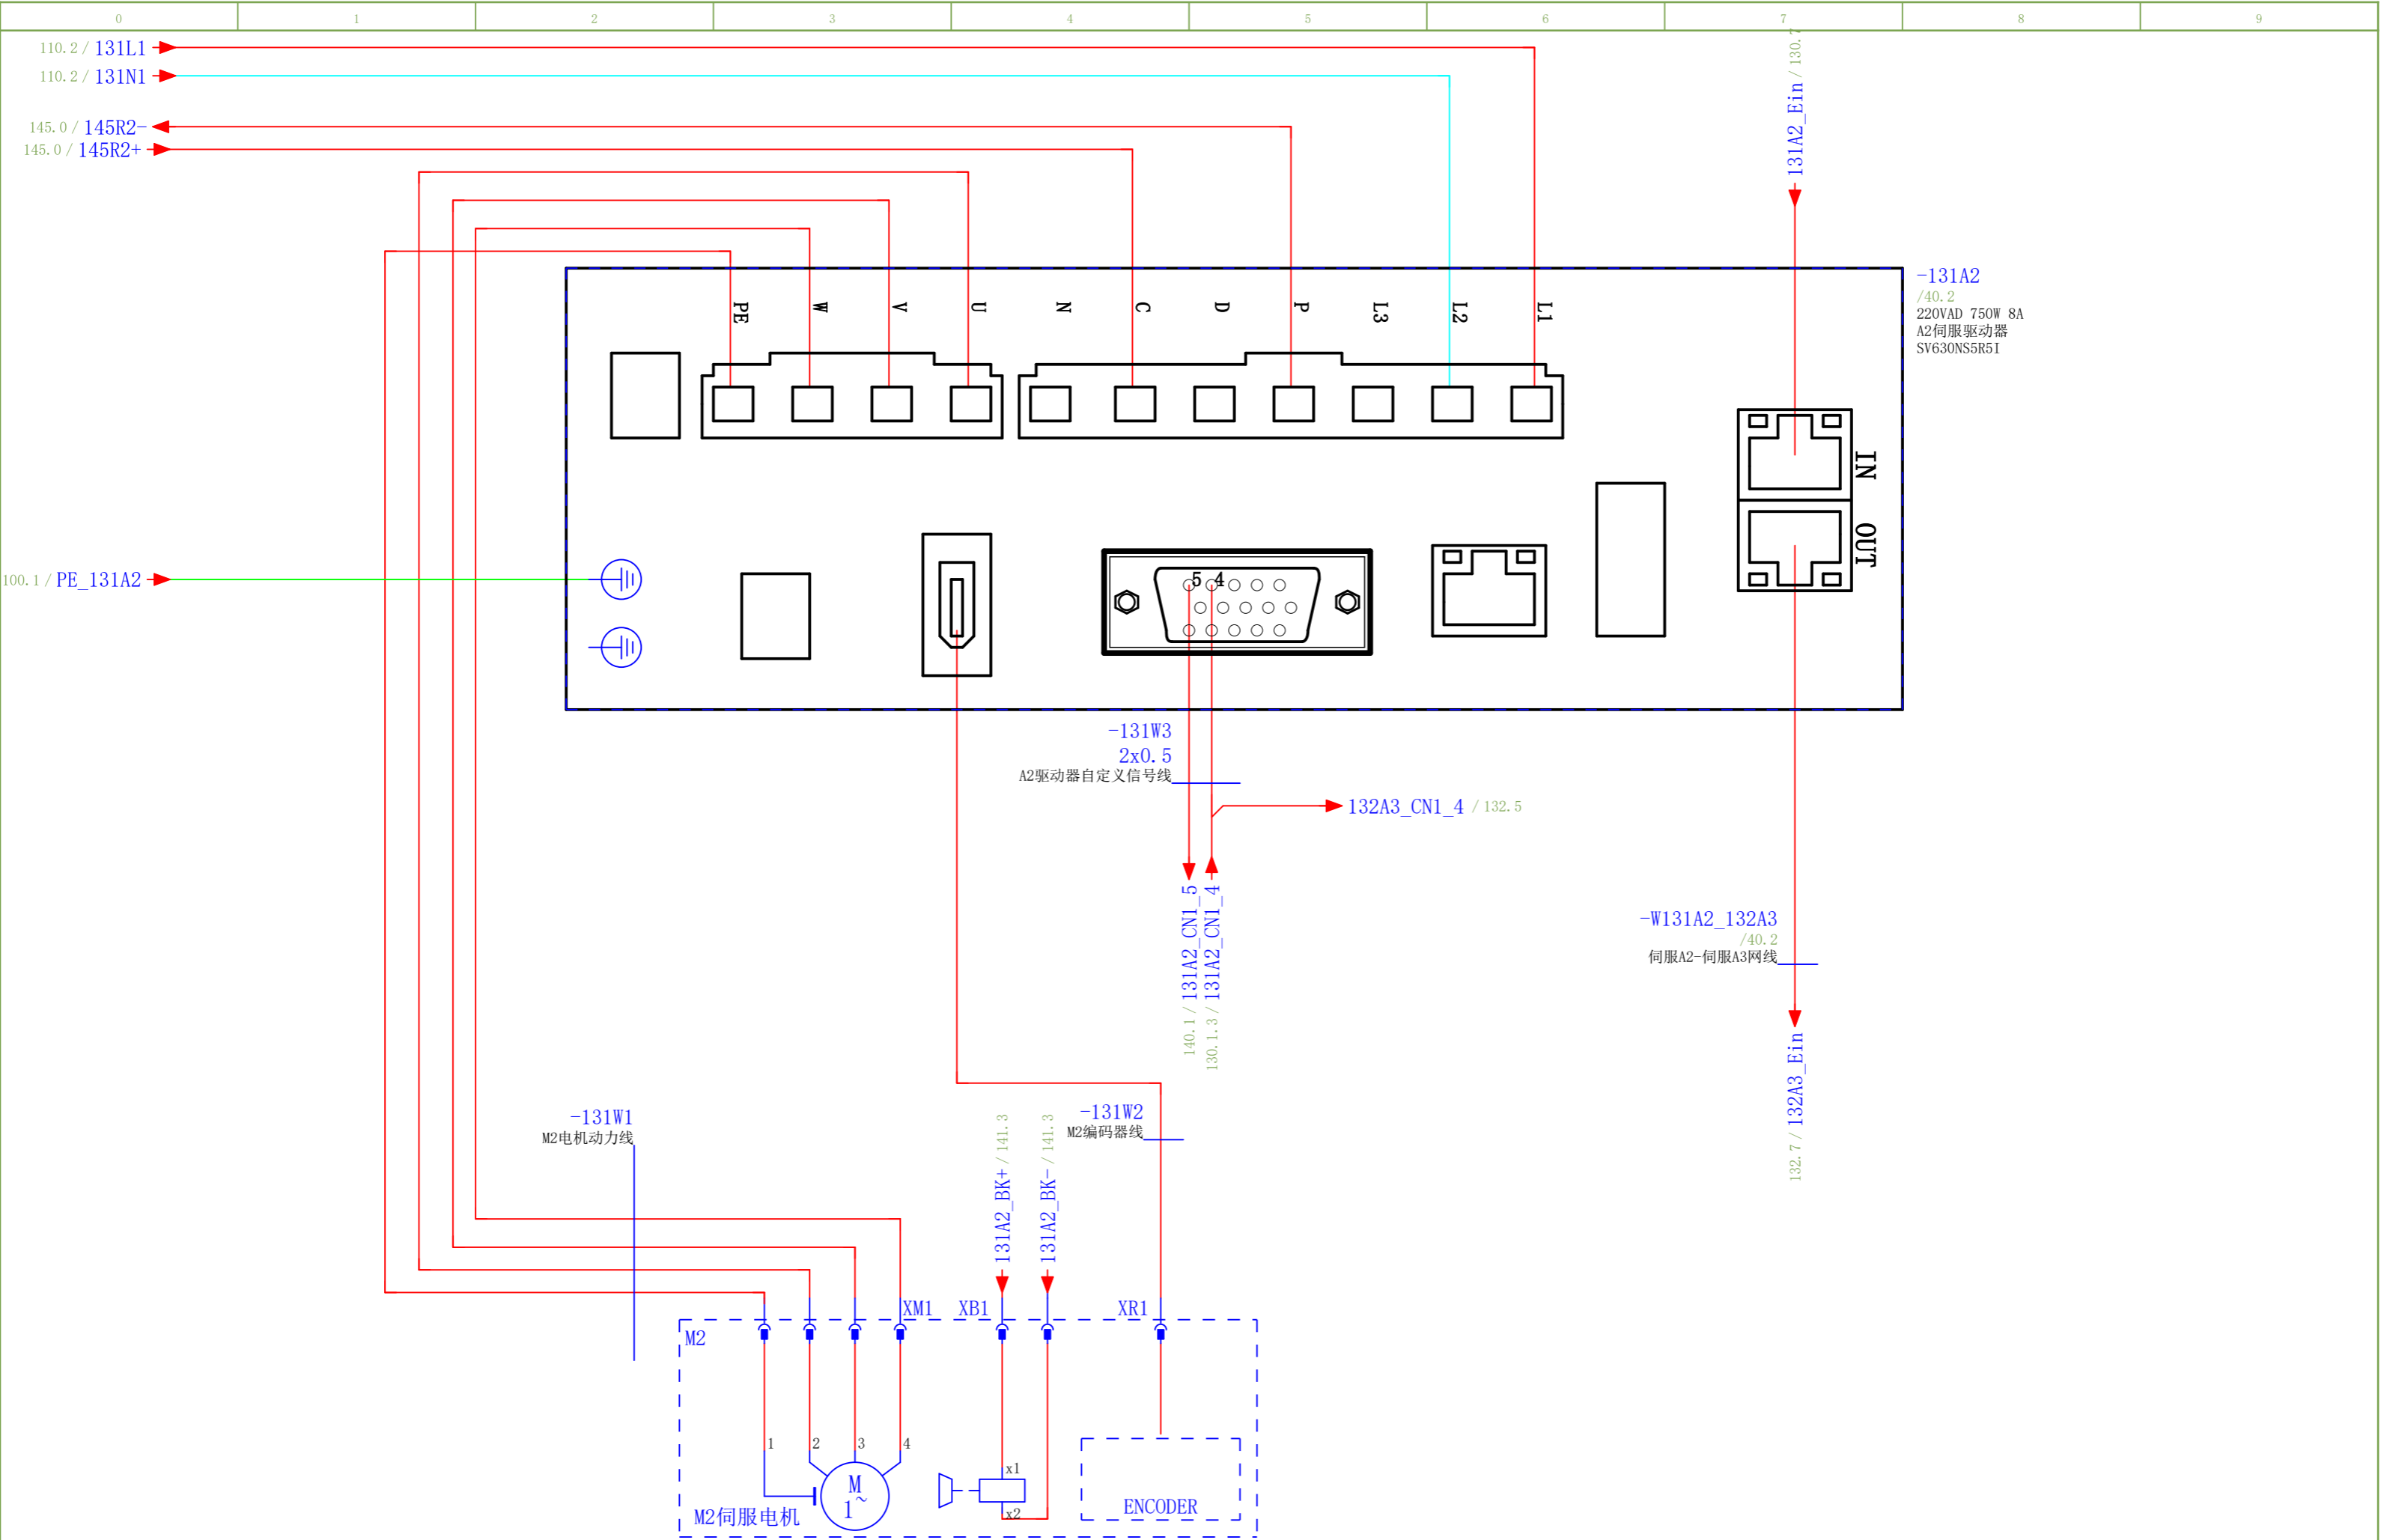 0 1 2 3 4 5 6 7 8 9
110.2 / 131L1
110.2 / 131N1
145.0 / 145R2-
145.0 / 145R2+
131A2_Ein / 130.7
-131A2
/40.2
220VAD 750W 8A
A2伺服驱动器
SV630NS5R5I
PE W V U N C D P L3 L2 L1
IN
OUT
100.1 / PE_131A2
5 4
-131W3
2x0.5
A2驱动器自定义信号线
132A3_CN1_4 / 132.5
140.1 / 131A2_CN1_5
130.1.3 / 131A2_CN1_4
-W131A2_132A3
/40.2
伺服A2-伺服A3网线
132.7 / 132A3_Ein
-131W1
M2电机动力线
131A2_BK+ / 141.3
131A2_BK- / 141.3
-131W2
M2编码器线
XM1 XB1 XR1
M2
1 2 3 4
M
1~
x1
x2
ENCODER
M2伺服电机